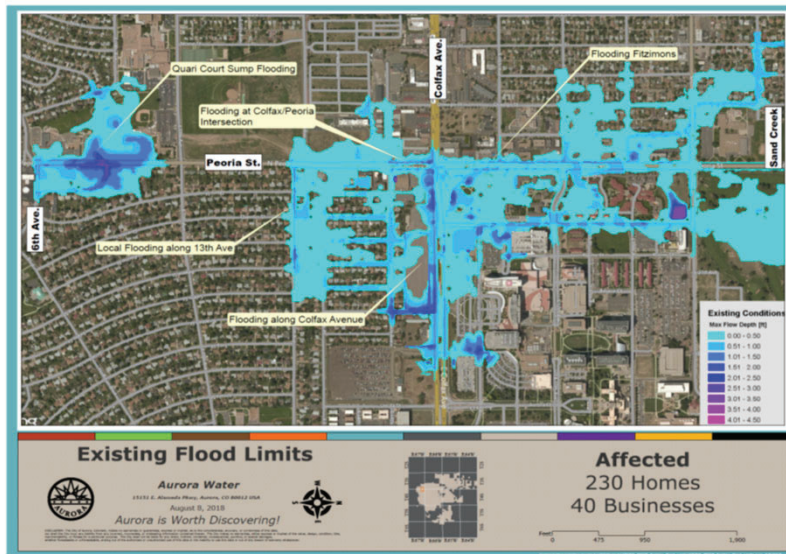 Quari Court Sump Flooding
Flooding at Colfax/Peoria
Intersection
Colfax Ave.
Flooding Fitzimons
Peoria St.
Sand Creek
6th Ave.
Local Flooding along 13th Ave
Flooding along Colfax Avenue
Existing Conditions
Max Flow Depth [ft]
0.00 - 0.50
0.51 - 1.00
1.01 - 1.50
1.51 - 2.00
2.01 - 2.50
2.51 - 3.00
3.01 - 3.50
3.51 - 4.00
4.01 - 4.50
Existing Flood Limits
AURORA
Aurora Water
15151 E. Alameda Pkwy, Aurora, CO 80012 USA
August 8, 2018
Aurora is Worth Discovering!
Affected
230 Homes
40 Businesses
Feet
0 475 950 1,900